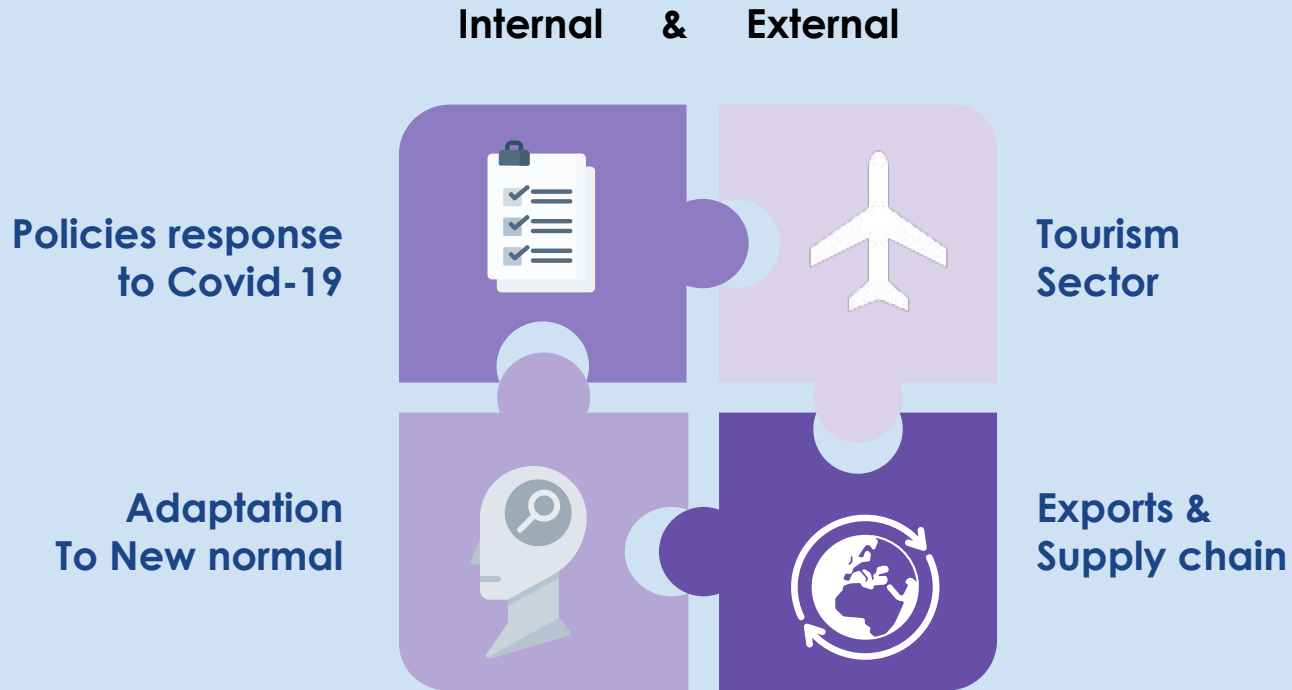 Internal & External
Policies response
to Covid-19
Tourism
Sector
Adaptation
To New normal
Exports &
Supply chain